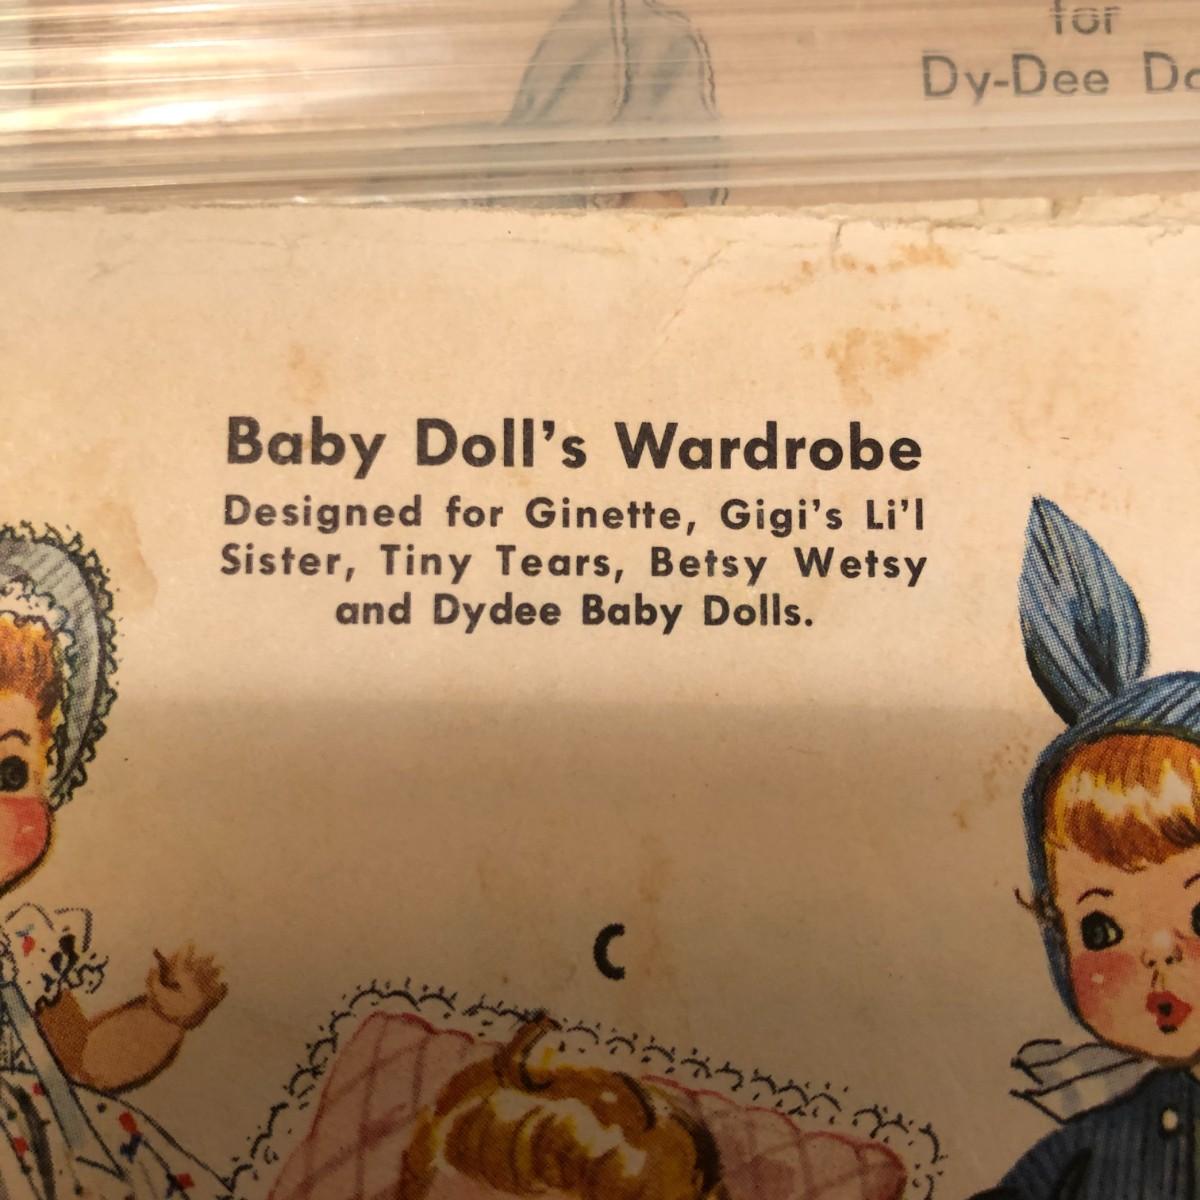 for
Dy-Dee
Baby Doll's Wardrobe
Designed for Ginette, Gigi's Li'l
Sister, Tiny Tears, Betsy Wetsy
and Dydee Baby Dolls.
C